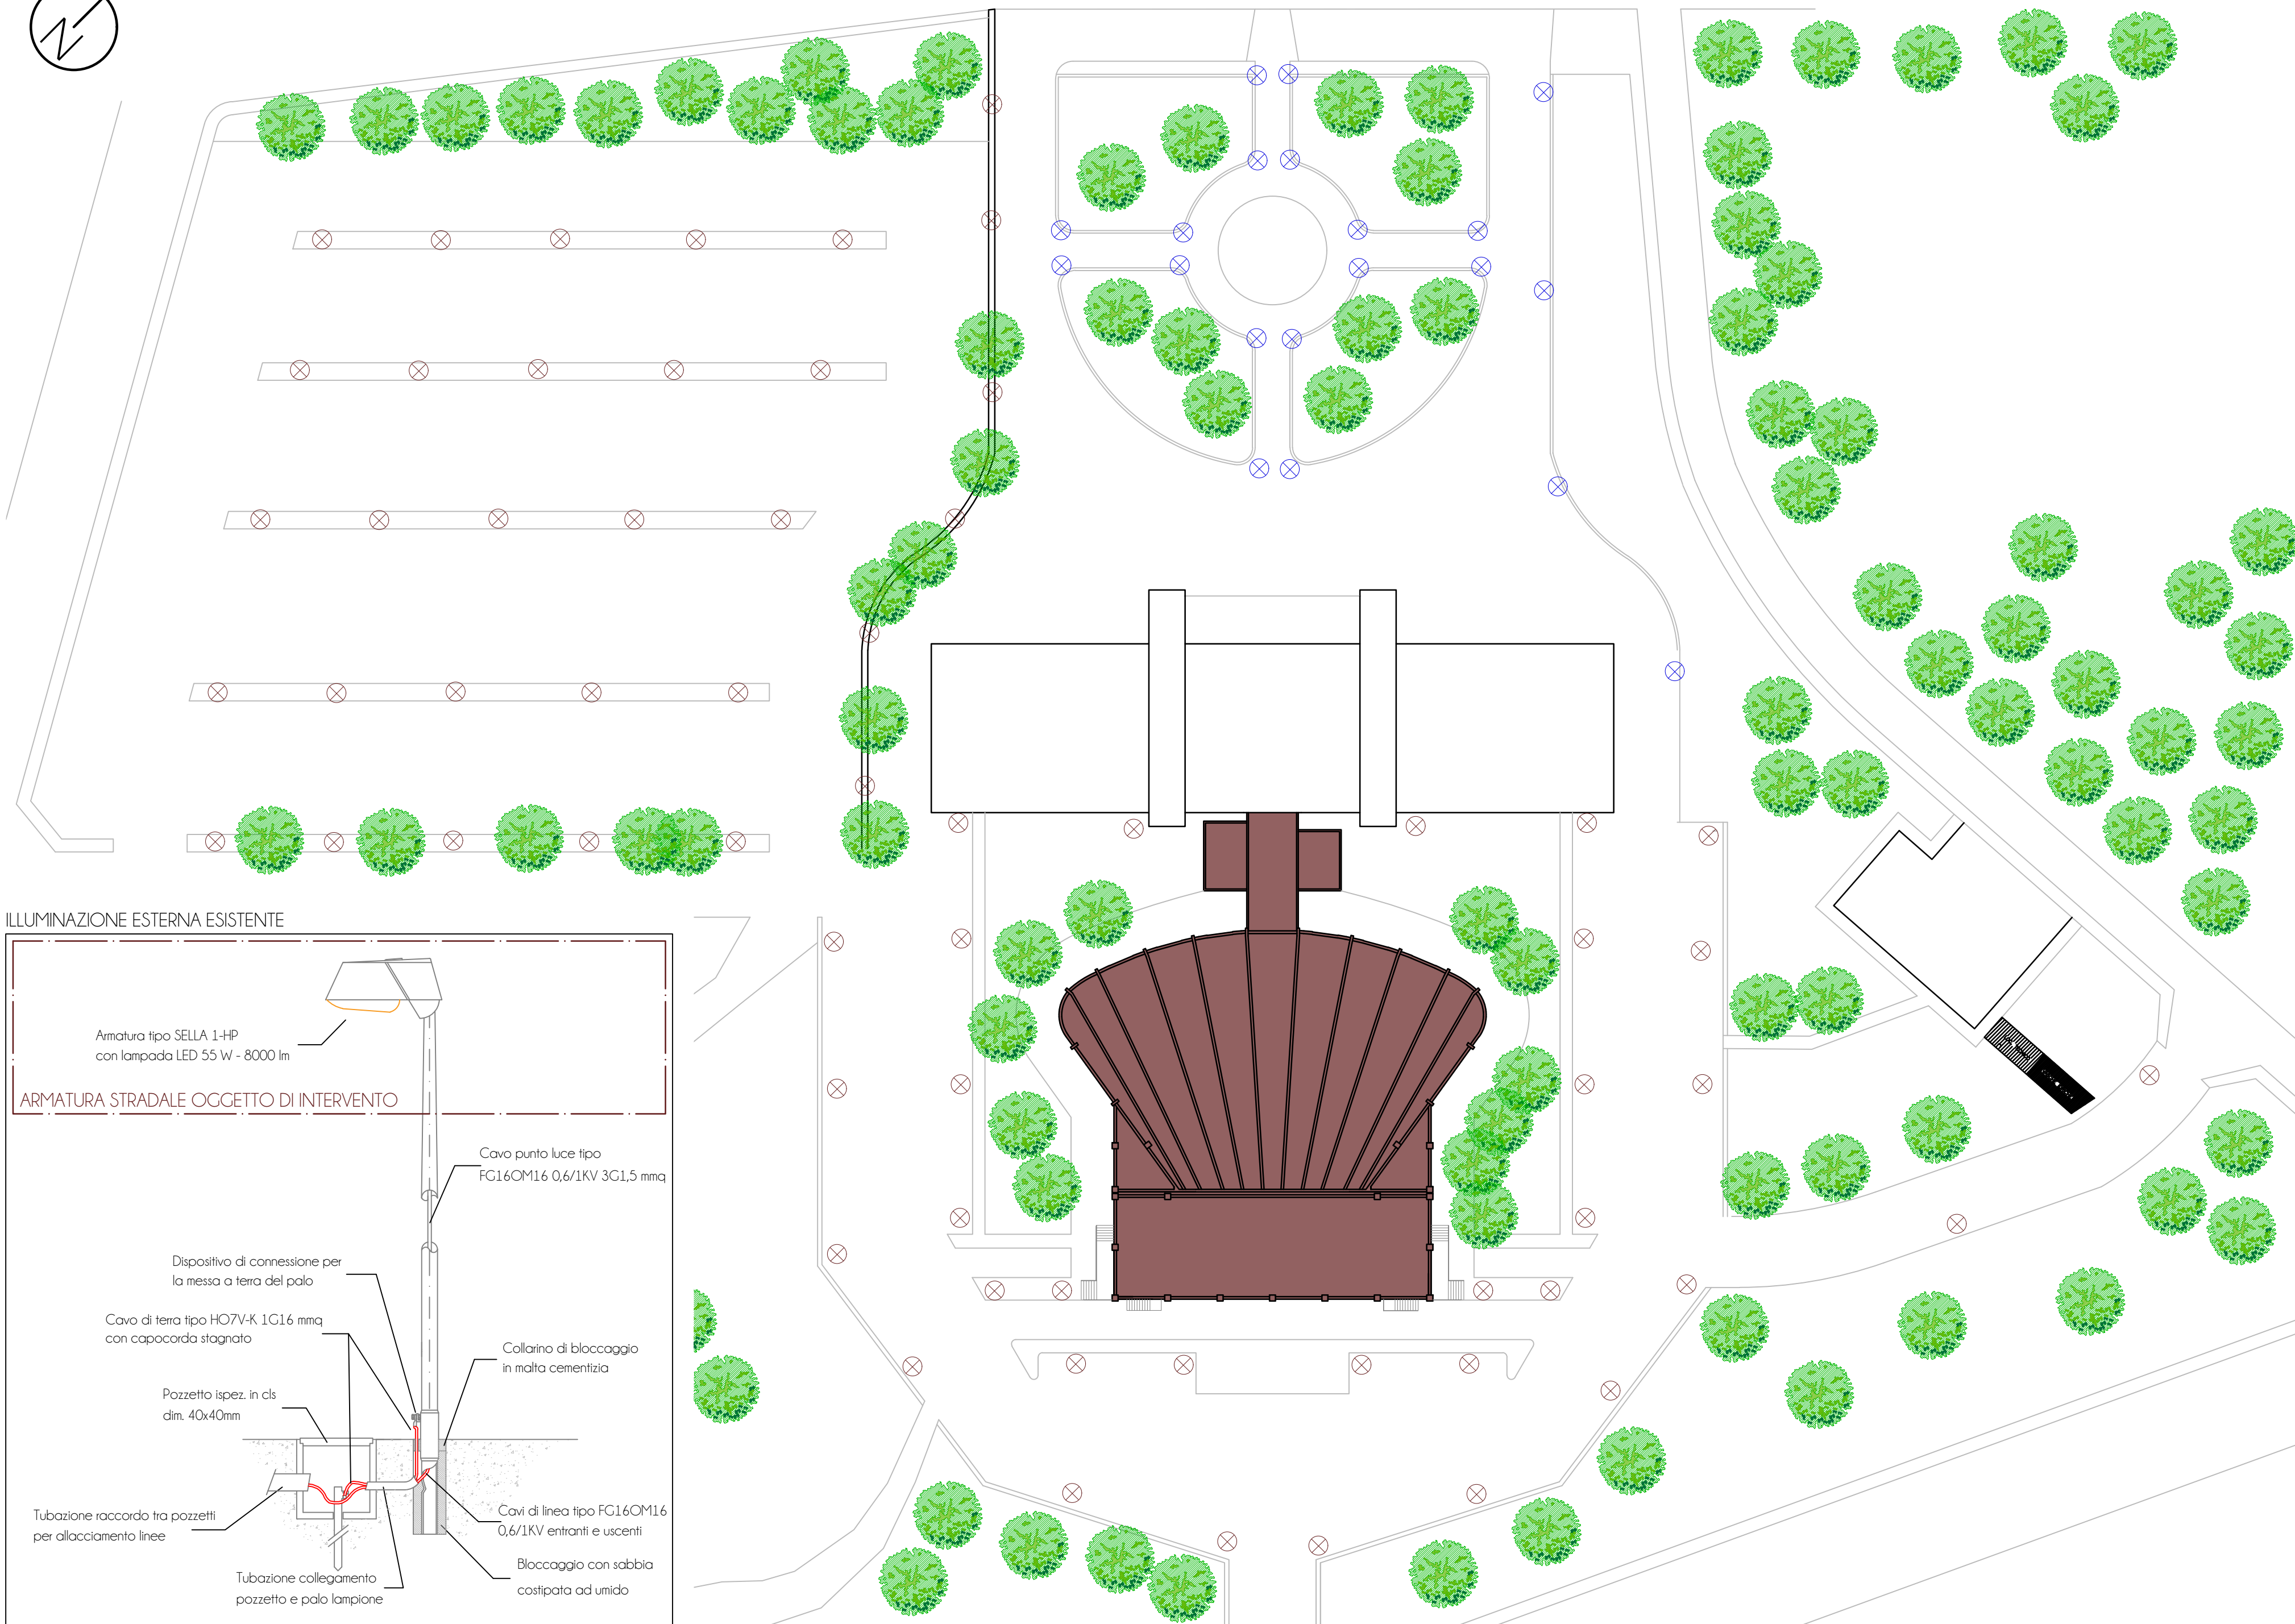 N
ILLUMINAZIONE ESTERNA ESISTENTE
Armatura tipo SELLA 1-HP
con lampada LED 55 W - 8000 lm
ARMATURA STRADALE OGGETTO DI INTERVENTO
Cavo punto luce tipo
FG16OM16 0,6/1KV 3G1,5 mmq
Dispositivo di connessione per
la messa a terra del palo
Cavo di terra tipo HO7V-K 1G16 mmq
con capocorda stagnato
Collarino di bloccaggio
in malta cementizia
Pozzetto ispez. in cls
dim. 40x40mm
Tubazione raccordo tra pozzetti
per allacciamento linee
Cavi di linea tipo FG16OM16
0,6/1KV entranti e uscenti
Bloccaggio con sabbia
costipata ad umido
Tubazione collegamento
pozzetto e palo lampione